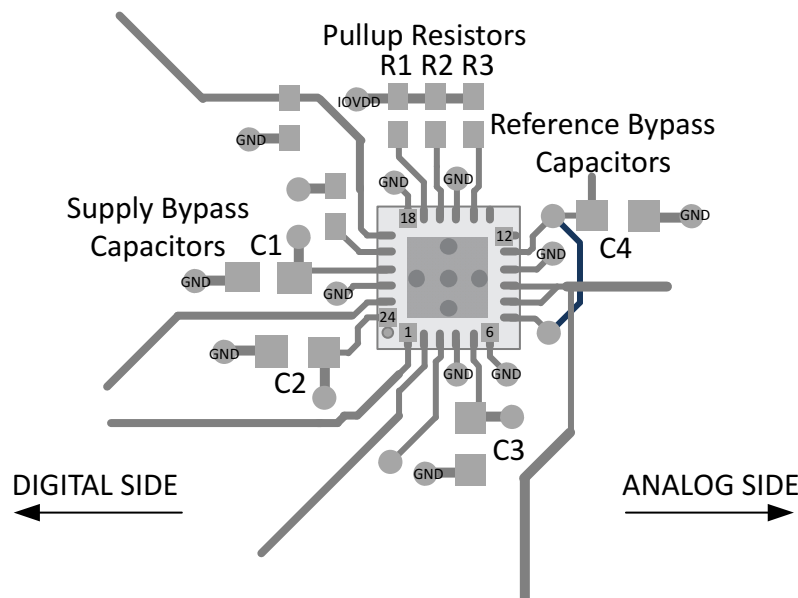 Pullup Resistors
R1 R2 R3
IOVDD
GND
Reference Bypass
Capacitors
GND
GND
Supply Bypass
Capacitors
18
12
GND
C1
C4
GND
GND
GND
24
1
6
GND
C2
GND
GND
C3
GND
DIGITAL SIDE
ANALOG SIDE